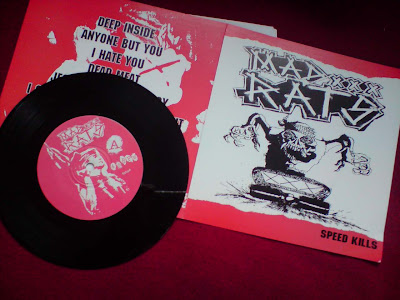 DEEP INSIDE
ANYONE BUT YOU
I HATE YOU
DEAD MEAT
MAD
RATS
SPEED KILLS
MAD
RATS
A